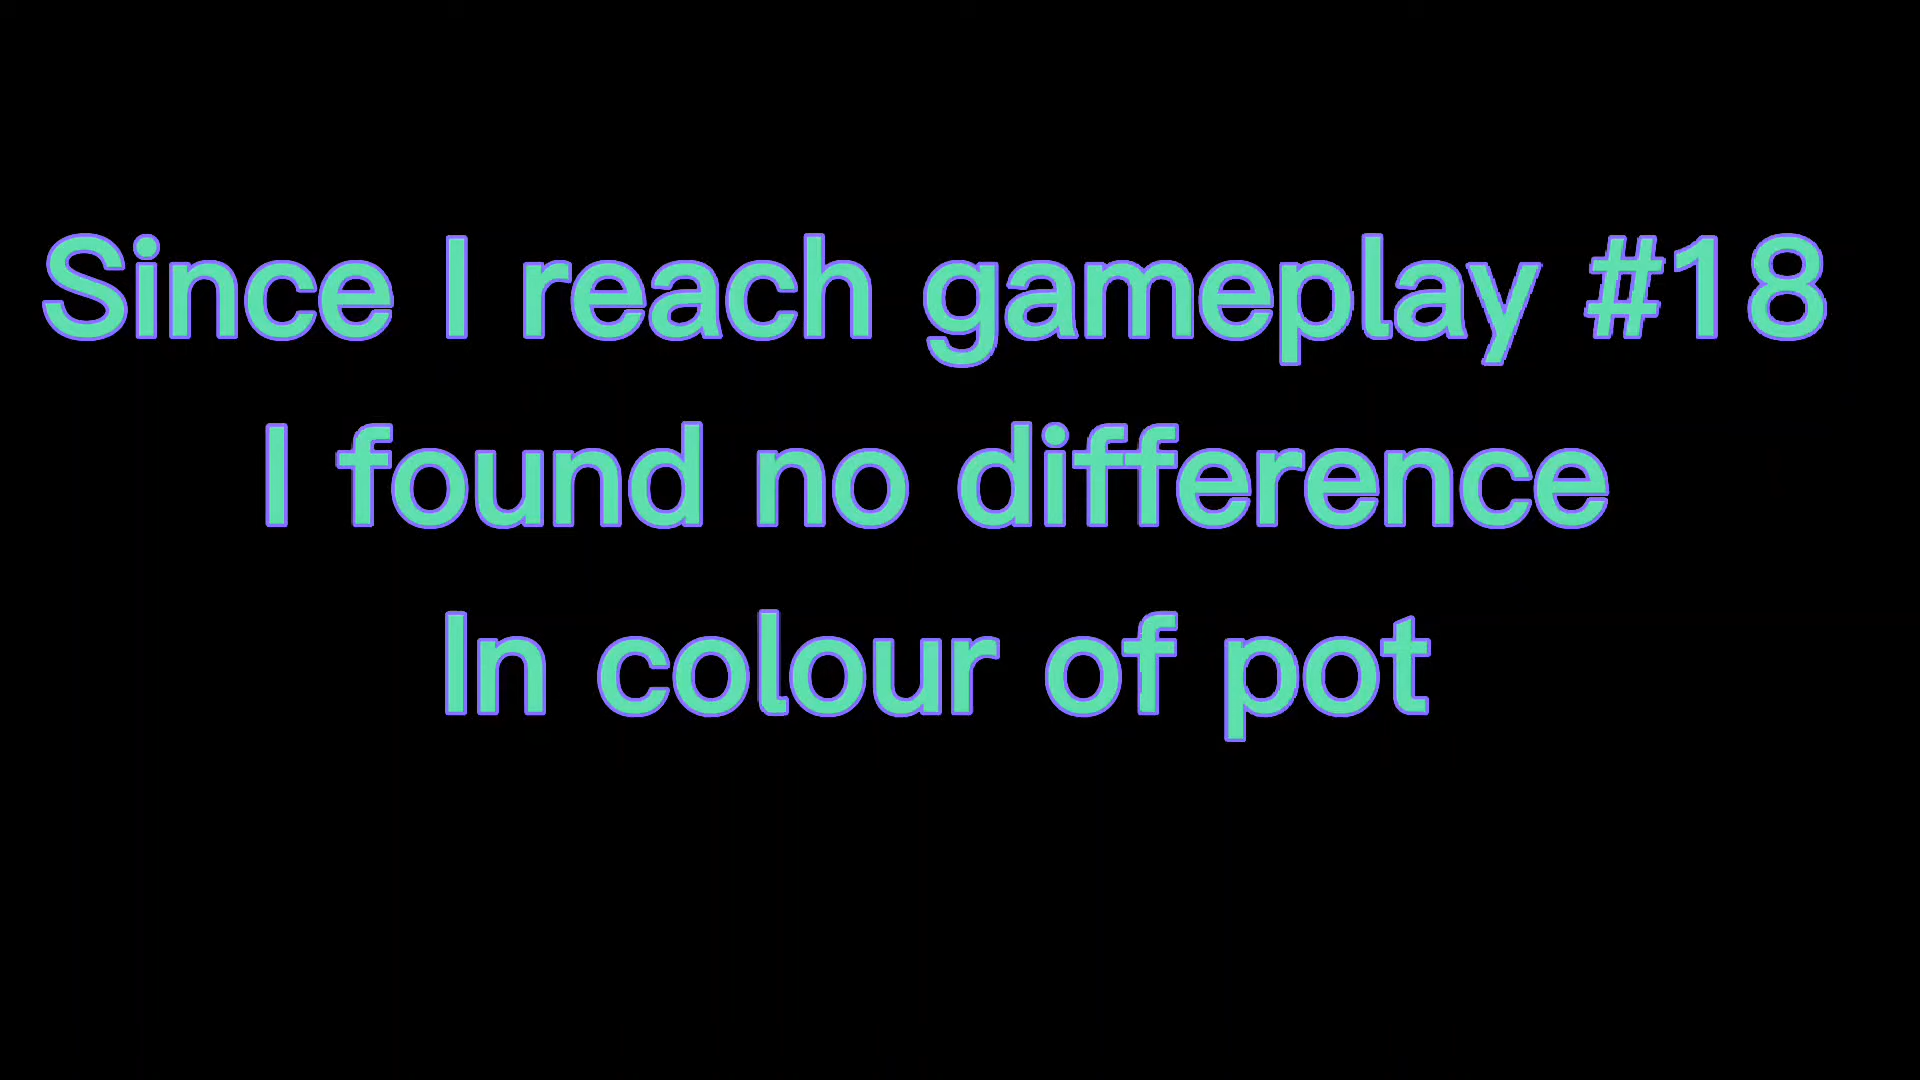 Since I reach gameplay #18
I found no difference
In colour of pot